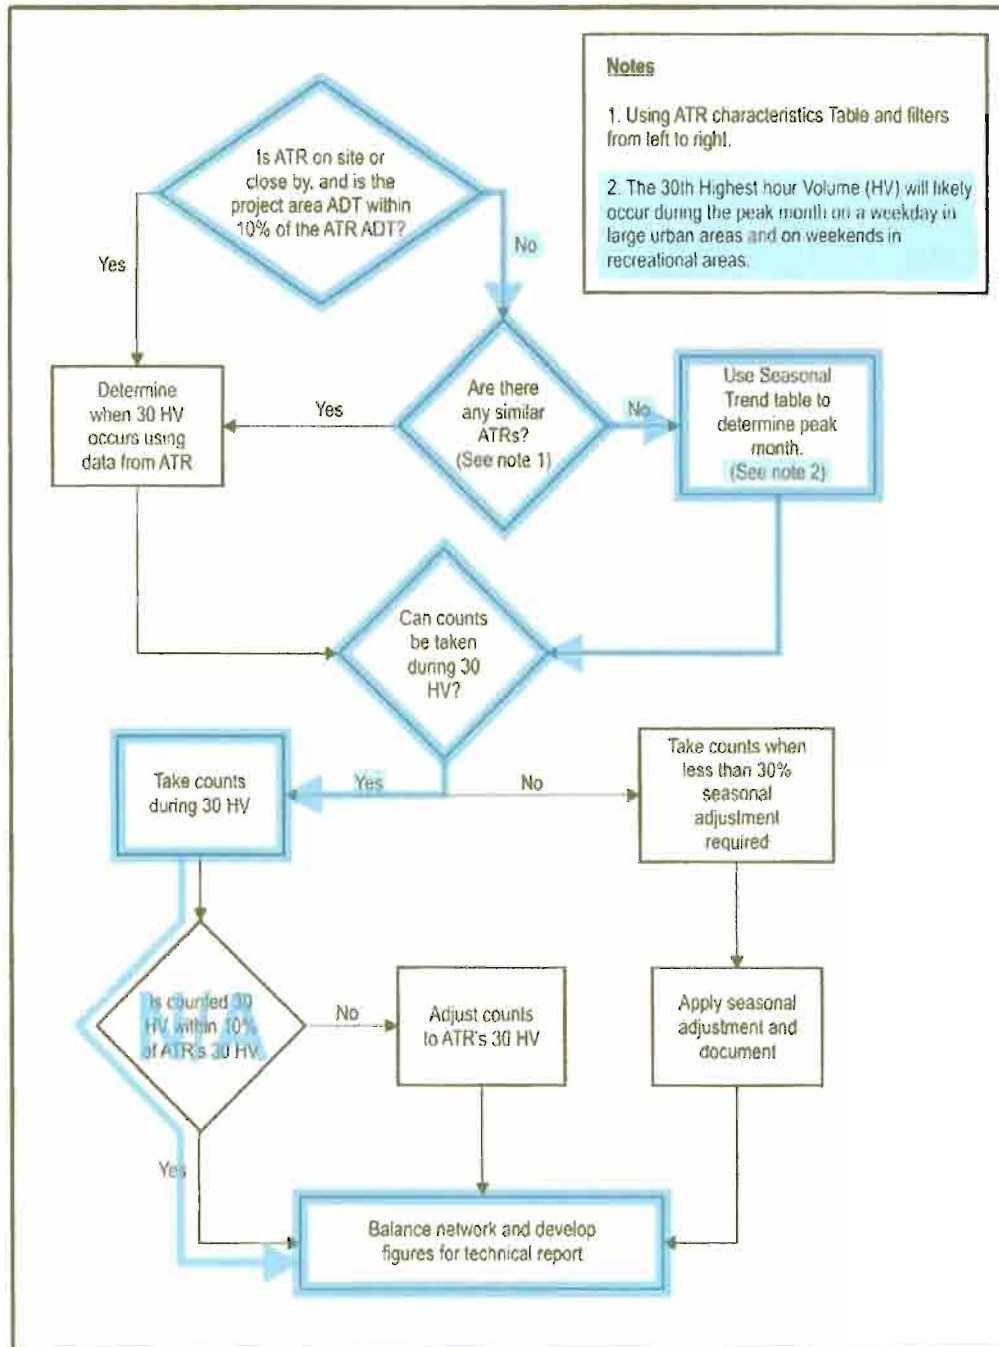 Notes
1. Using ATR characteristics Table and filters
from left to right.
2. The 30th Highest hour Volume (HV) will likely
occur during the peak month on a weekday in
large urban areas and on weekends in
recreational areas.
Is ATR on site or
close by, and is the
project area ADT within
10% of the ATR ADT?
Yes
No
Determine
when 30 HV
occurs using
data from ATR
Yes
Are there
any similar
ATRs?
(See note 1)
No
Use Seasonal
Trend table to
determine peak
month.
(See note 2)
Can counts
be taken
during 30
HV?
Take counts
during 30 HV
Yes
No
Take counts when
less than 30%
seasonal
adjustment
required
Is counted 30
HV within 10%
of ATR's 30 HV
N/A
No
Adjust counts
to ATR's 30 HV
Apply seasonal
adjustment and
document
Yes
Balance network and develop
figures for technical report